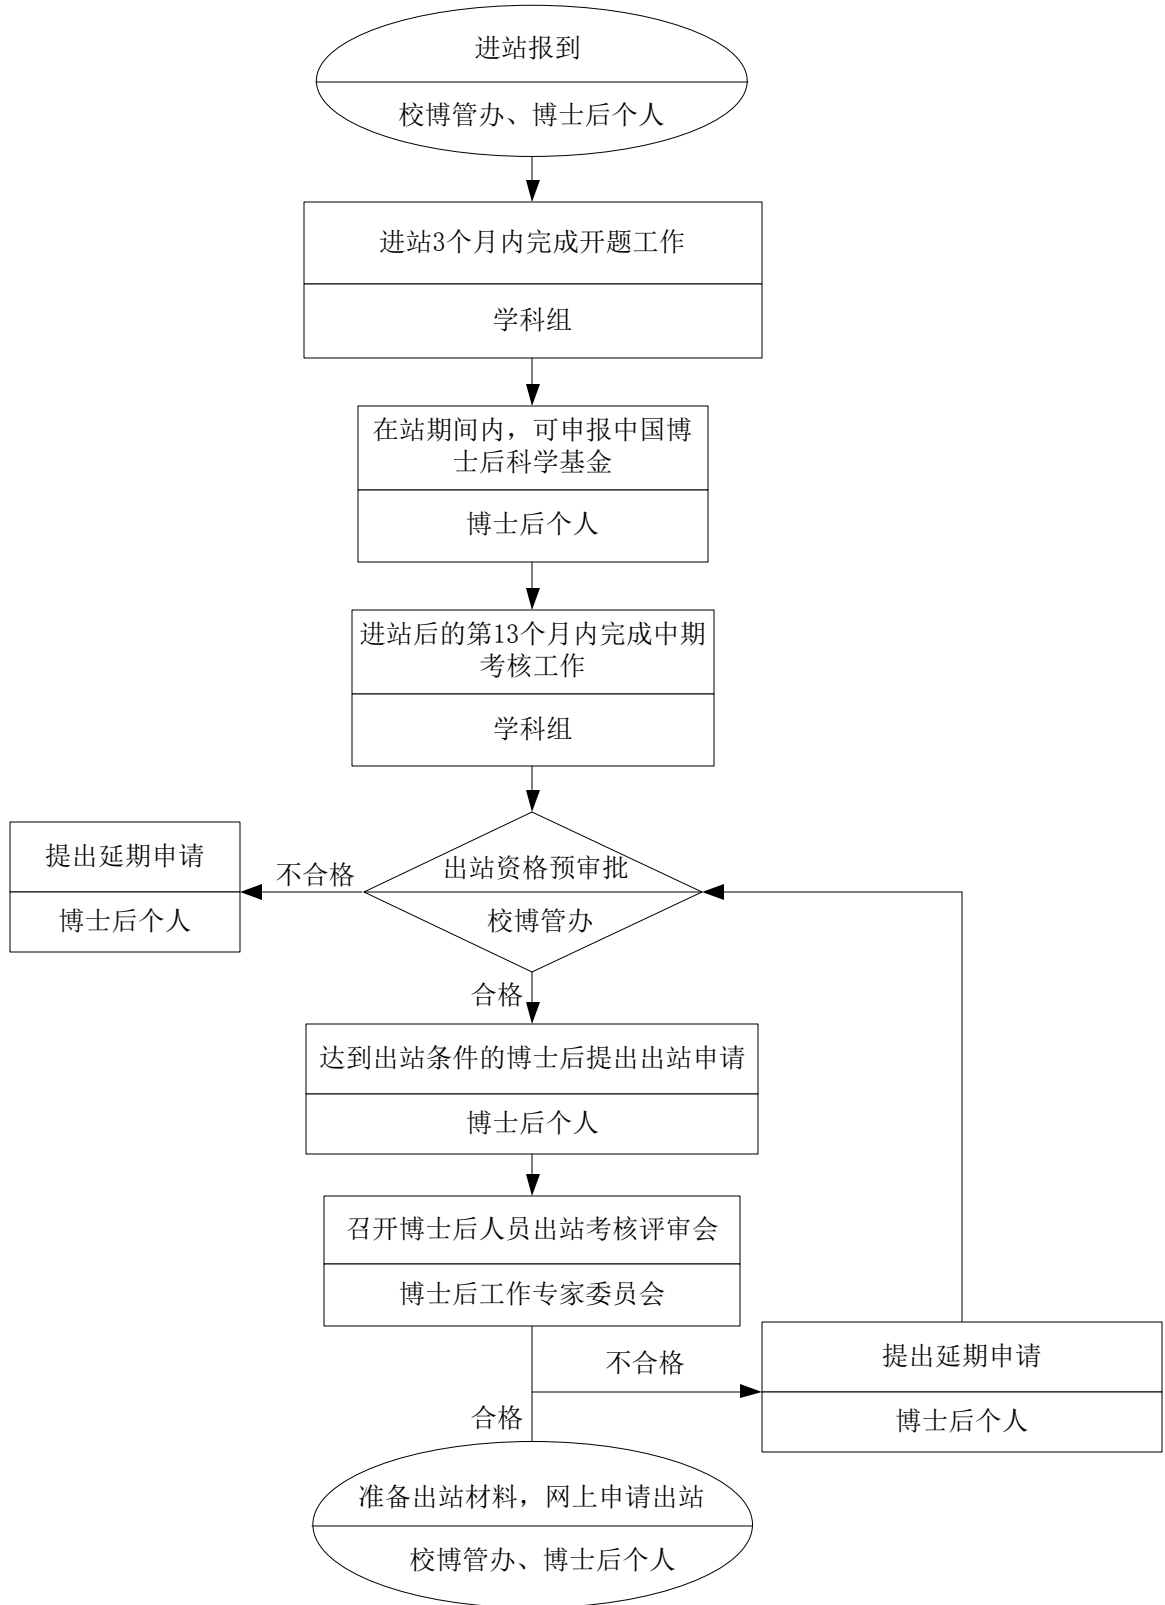 进站报到
校博管办、博士后个人
进站3个月内完成开题工作
学科组
在站期间内，可申报中国博
士后科学基金
博士后个人
进站后的第13个月内完成中期
考核工作
学科组
提出延期申请
博士后个人
不合格
出站资格预审批
校博管办
合格
达到出站条件的博士后提出出站申请
博士后个人
召开博士后人员出站考核评审会
博士后工作专家委员会
不合格
提出延期申请
博士后个人
合格
准备出站材料，网上申请出站
校博管办、博士后个人